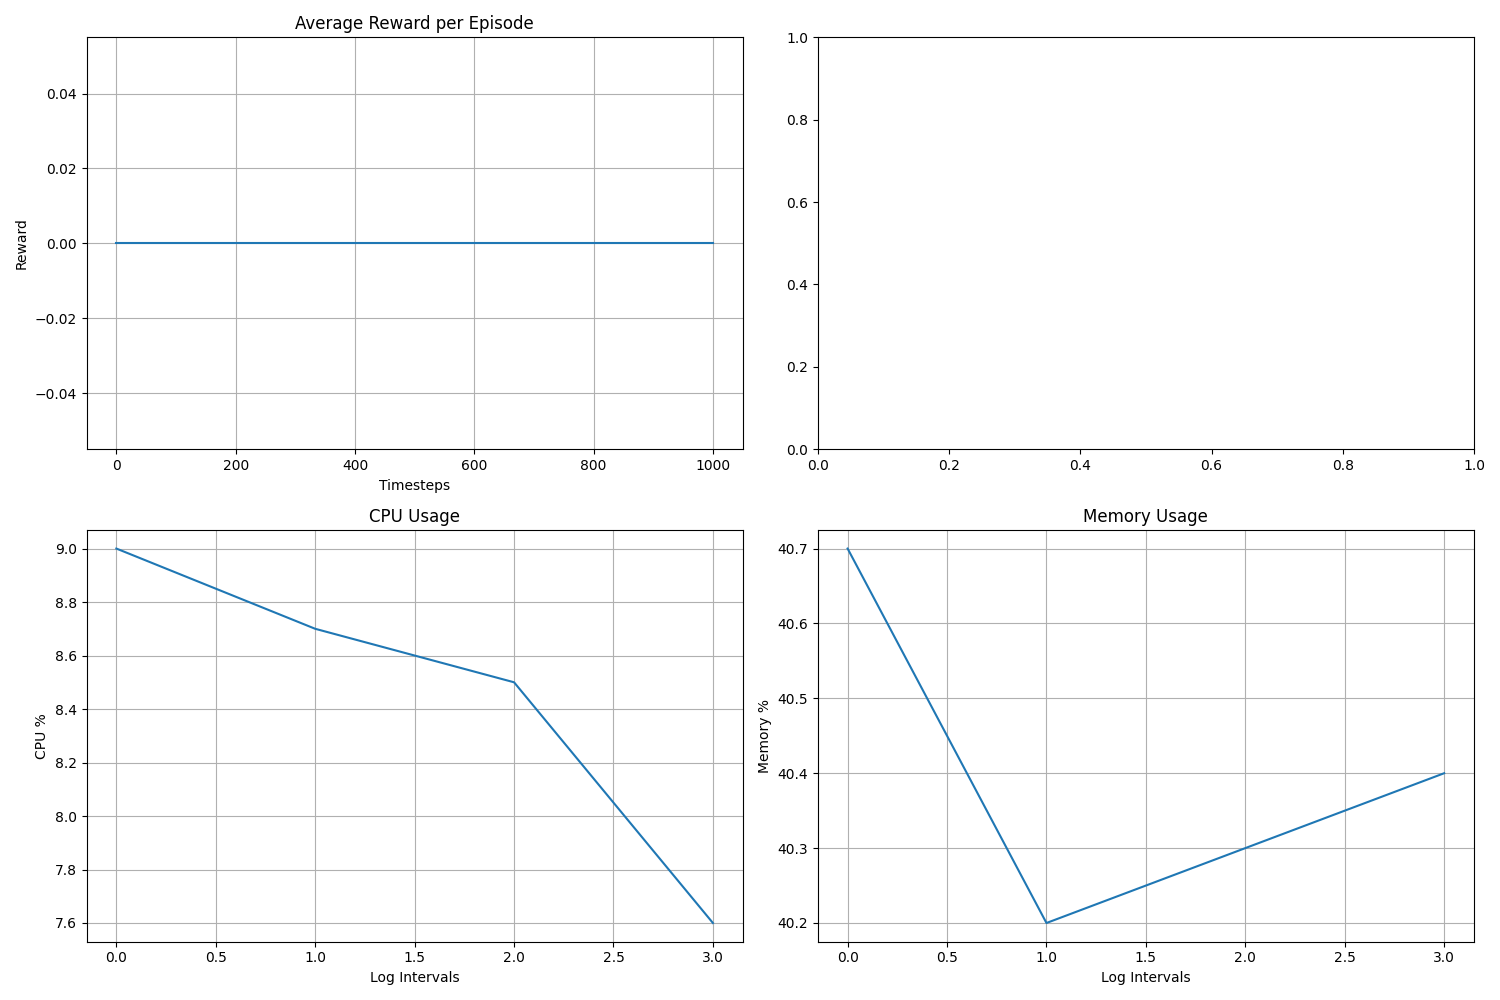 Average Reward per Episode
0.04
0.02
0.00
−0.02
−0.04
Reward
0 200 400 600 800 1000
Timesteps
1.0
0.8
0.6
0.4
0.2
0.0
0.0 0.2 0.4 0.6 0.8 1.0
CPU Usage
9.0
8.8
8.6
8.4
8.2
8.0
7.8
7.6
CPU %
0.0 0.5 1.0 1.5 2.0 2.5 3.0
Log Intervals
Memory Usage
40.7
40.6
40.5
40.4
40.3
40.2
Memory %
0.0 0.5 1.0 1.5 2.0 2.5 3.0
Log Intervals